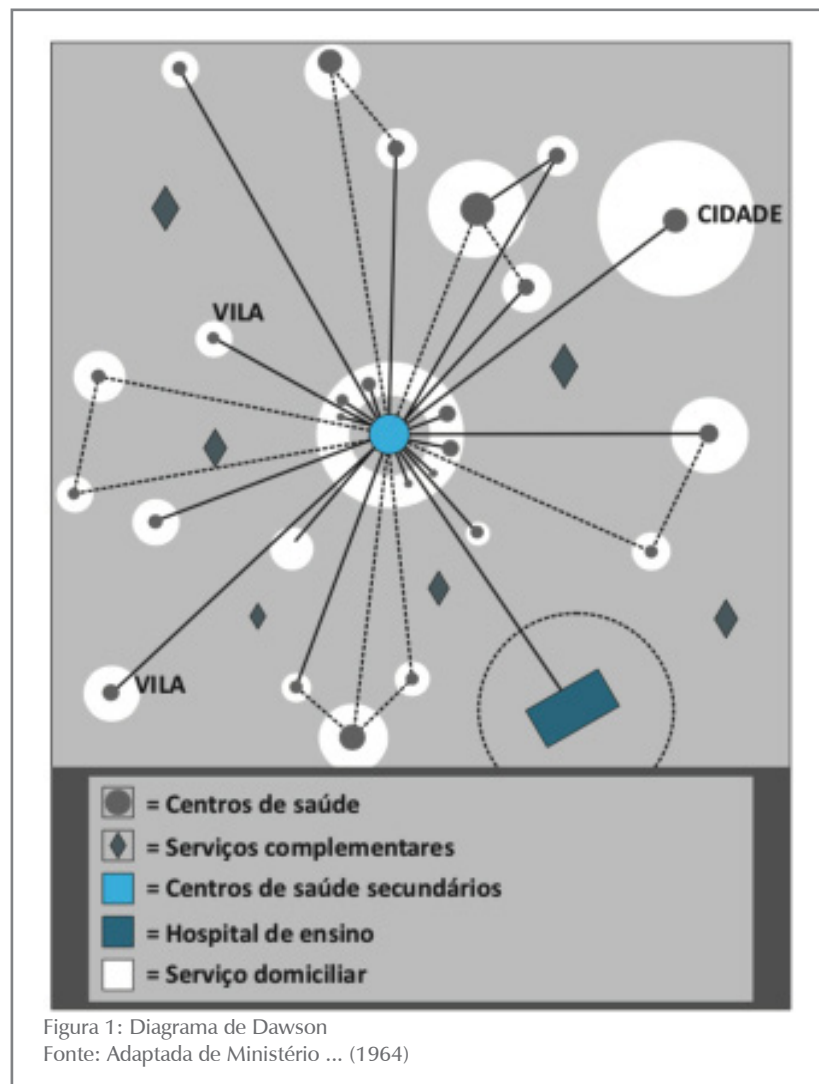 CIDADE
VILA
VILA
= Centros de saúde
= Serviços complementares
= Centros de saúde secundários
= Hospital de ensino
= Serviço domiciliar
Figura 1: Diagrama de Dawson
Fonte: Adaptada de Ministério ... (1964)